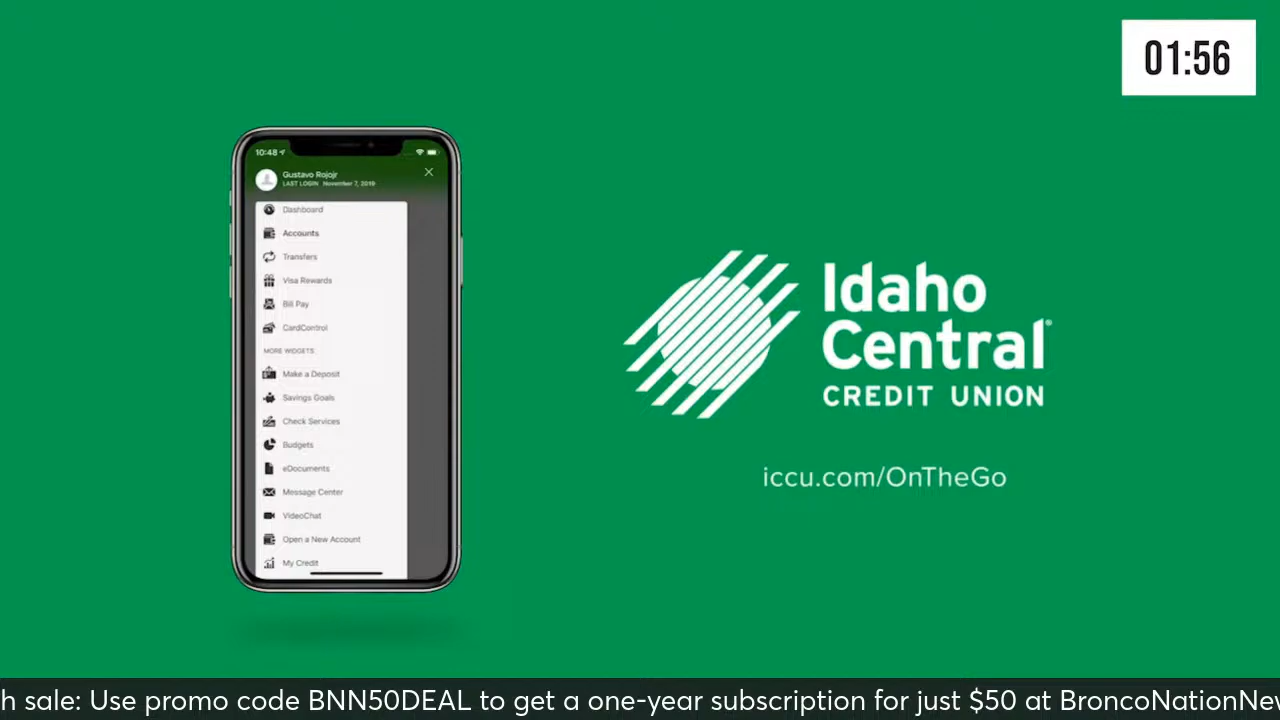 01:56
10:48
Gustavo Rojojr
LAST LOGIN November 7, 2019
Dashboard
Accounts
Transfers
Visa Rewards
Bill Pay
CardControl
MORE WIDGETS
Make a Deposit
Savings Goals
Check Services
Budgets
eDocuments
Message Center
VideoChat
Open a New Account
My Credit
Idaho
Central®
CREDIT UNION
iccu.com/OnTheGo
h sale: Use promo code BNN50DEAL to get a one-year subscription for just $50 at BroncoNationNew